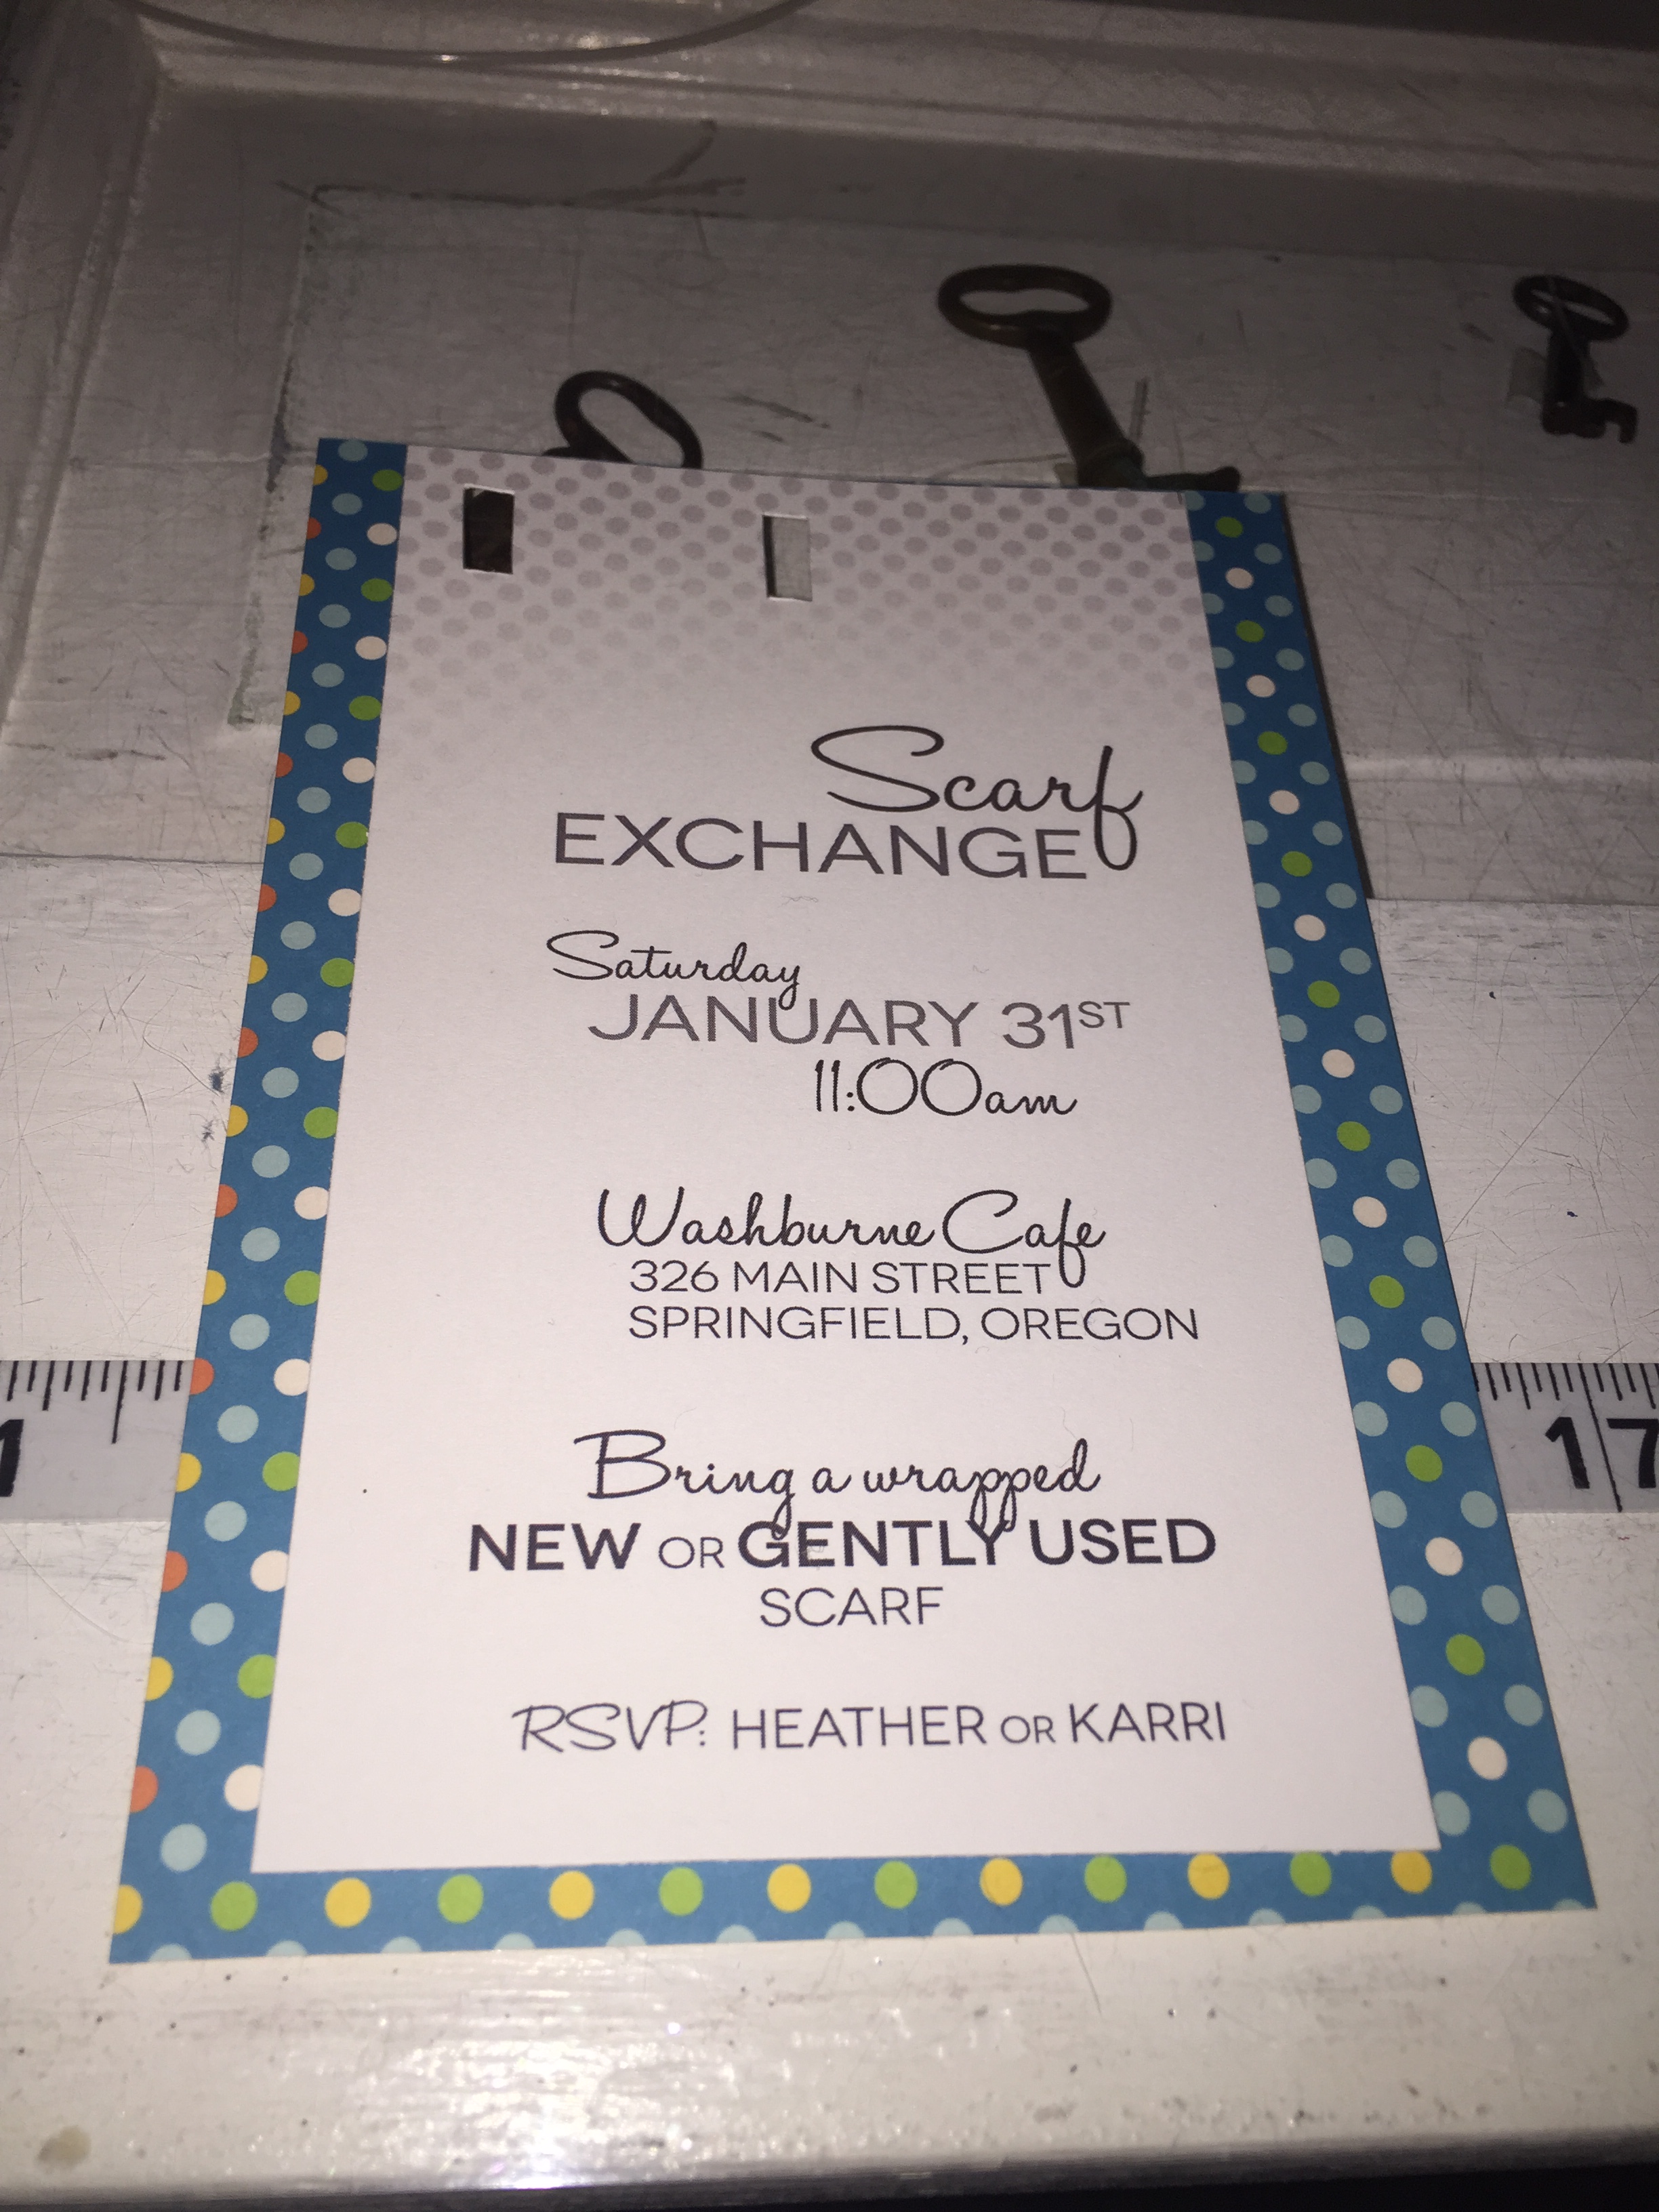 Scarf
EXCHANGE
Saturday
JANUARY 31ST
11:00am
Washburne Cafe
326 MAIN STREET
SPRINGFIELD, OREGON
Bring a wrapped
NEW OR GENTLY USED
SCARF
RSVP: HEATHER OR KARRI
1
17